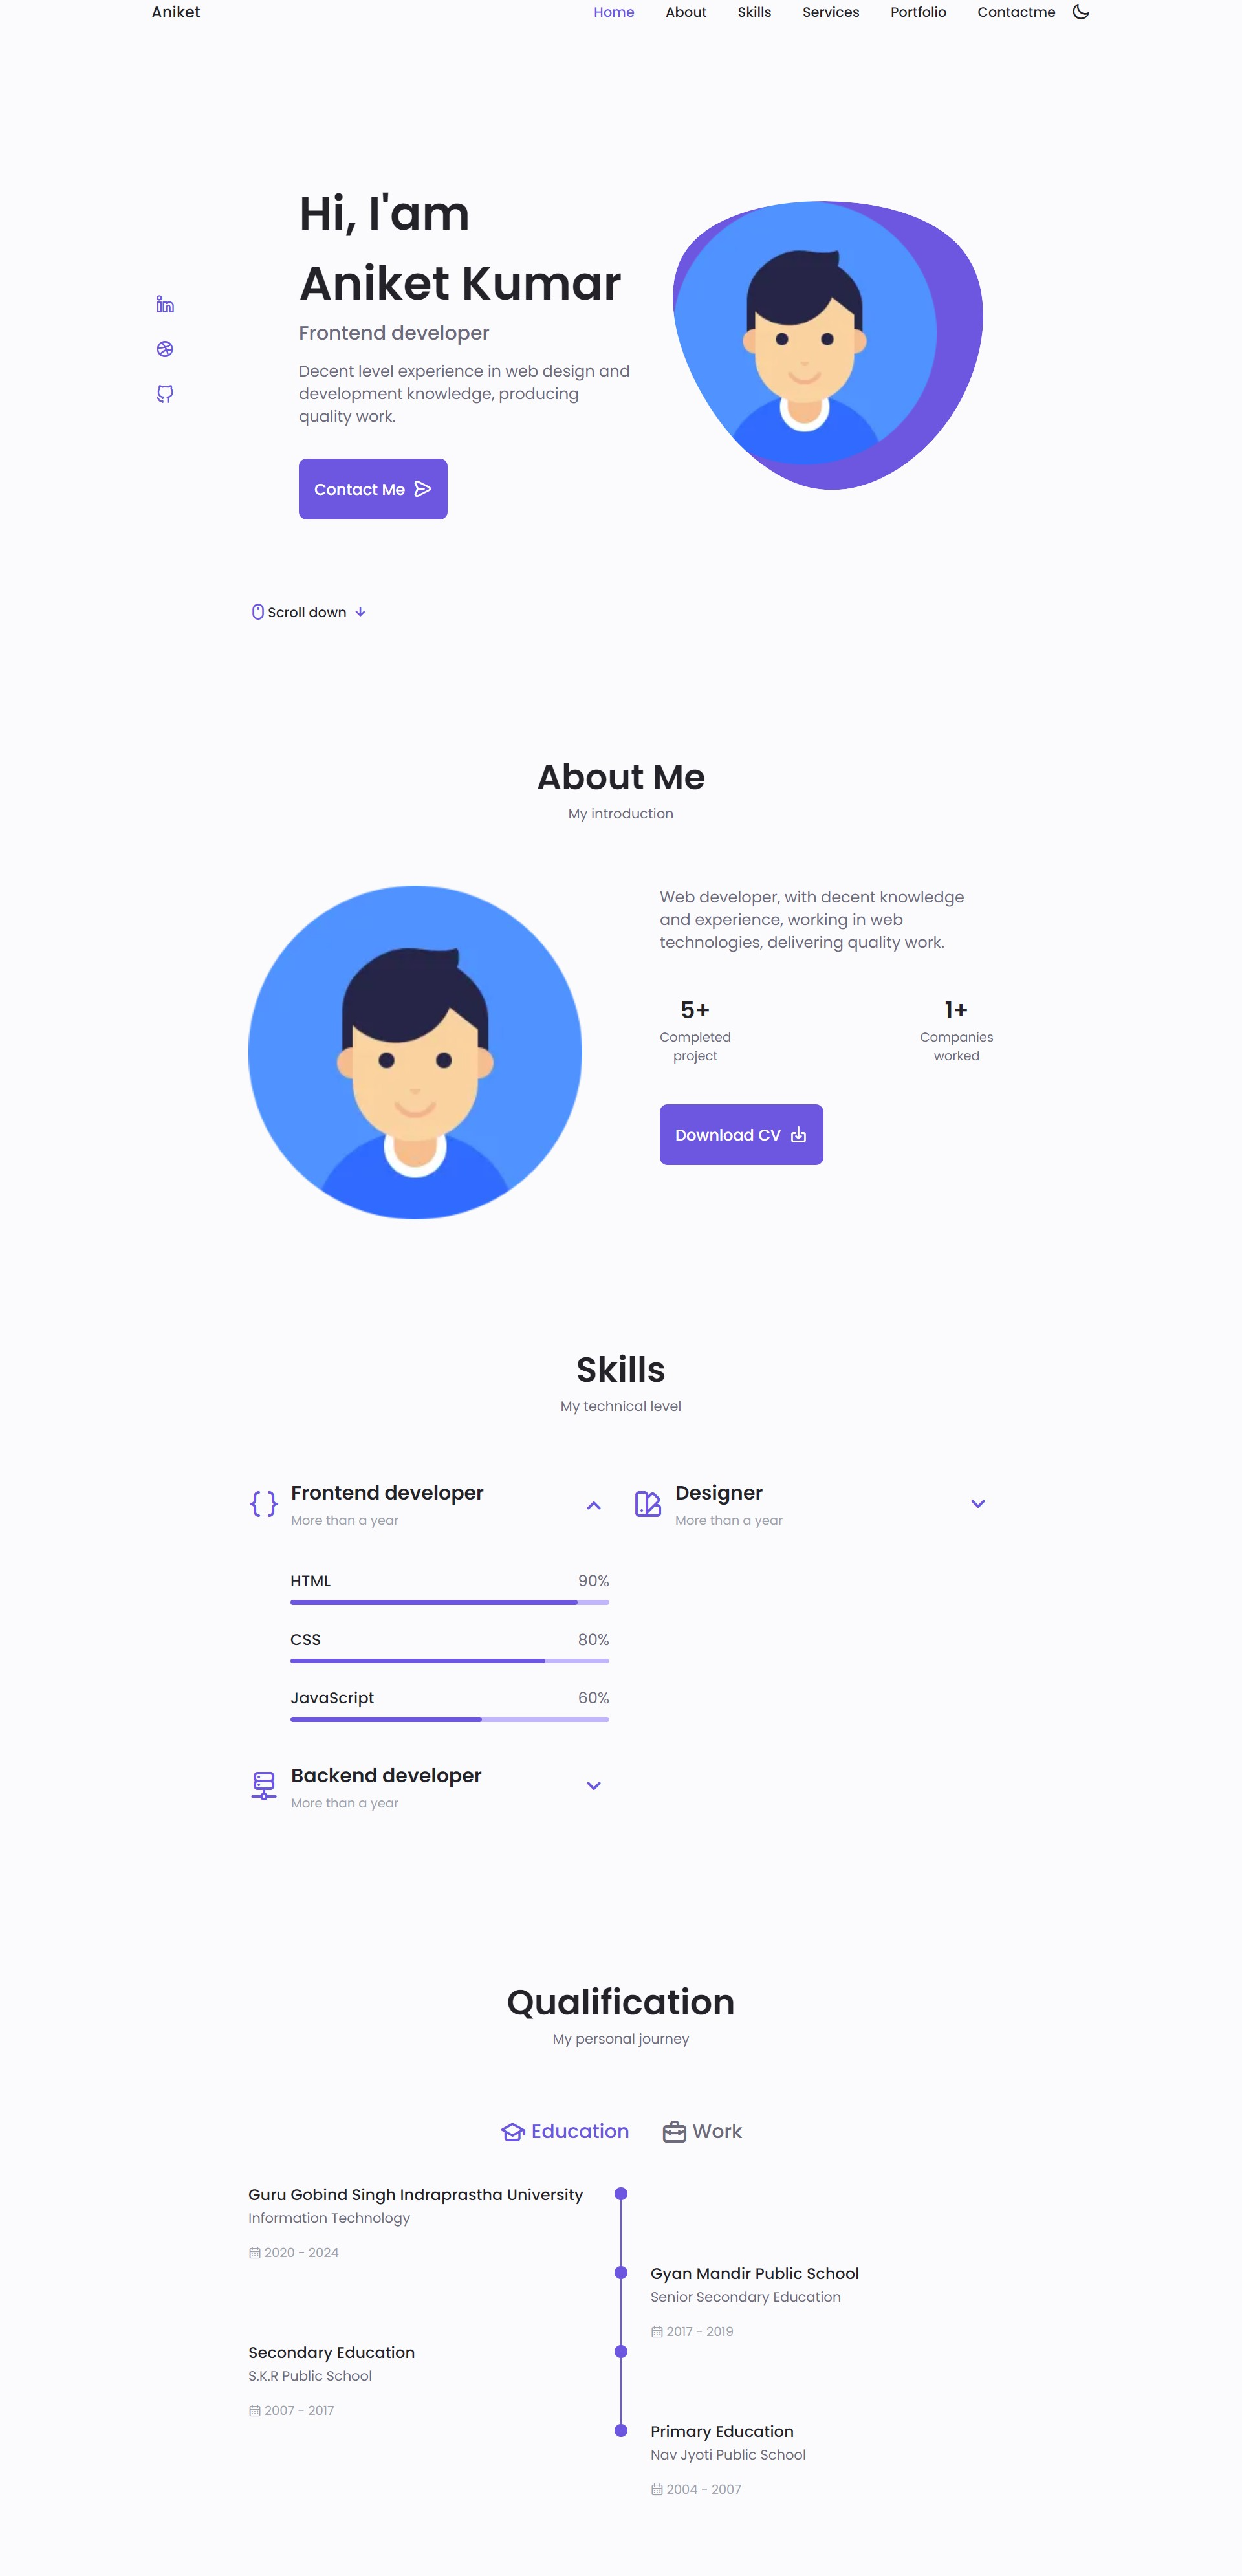 Aniket
Home About Skills Services Portfolio Contactme
Hi, I'am
Aniket Kumar
Frontend developer
Decent level experience in web design and
development knowledge, producing
quality work.
Contact Me
Scroll down
About Me
My introduction
Web developer, with decent knowledge
and experience, working in web
technologies, delivering quality work.
5+
Completed
project
1+
Companies
worked
Download CV
Skills
My technical level
Frontend developer
More than a year
HTML 90%
CSS 80%
JavaScript 60%
Backend developer
More than a year
Designer
More than a year
Qualification
My personal journey
Education Work
Guru Gobind Singh Indraprastha University
Information Technology
2020 - 2024
Gyan Mandir Public School
Senior Secondary Education
2017 - 2019
Secondary Education
S.K.R Public School
2007 - 2017
Primary Education
Nav Jyoti Public School
2004 - 2007